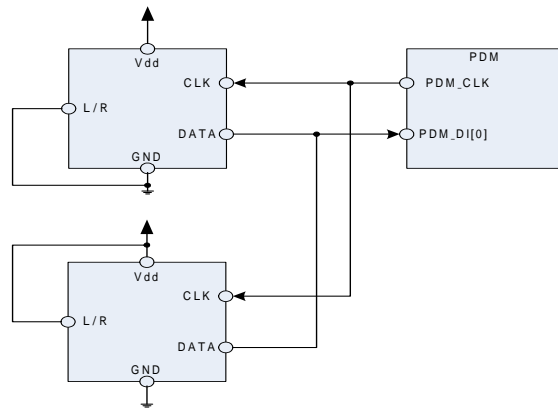 PDM
Vdd
CLK
PDM_CLK
L/R
DATA
PDM_DI[0]
GND
Vdd
CLK
L/R
DATA
GND